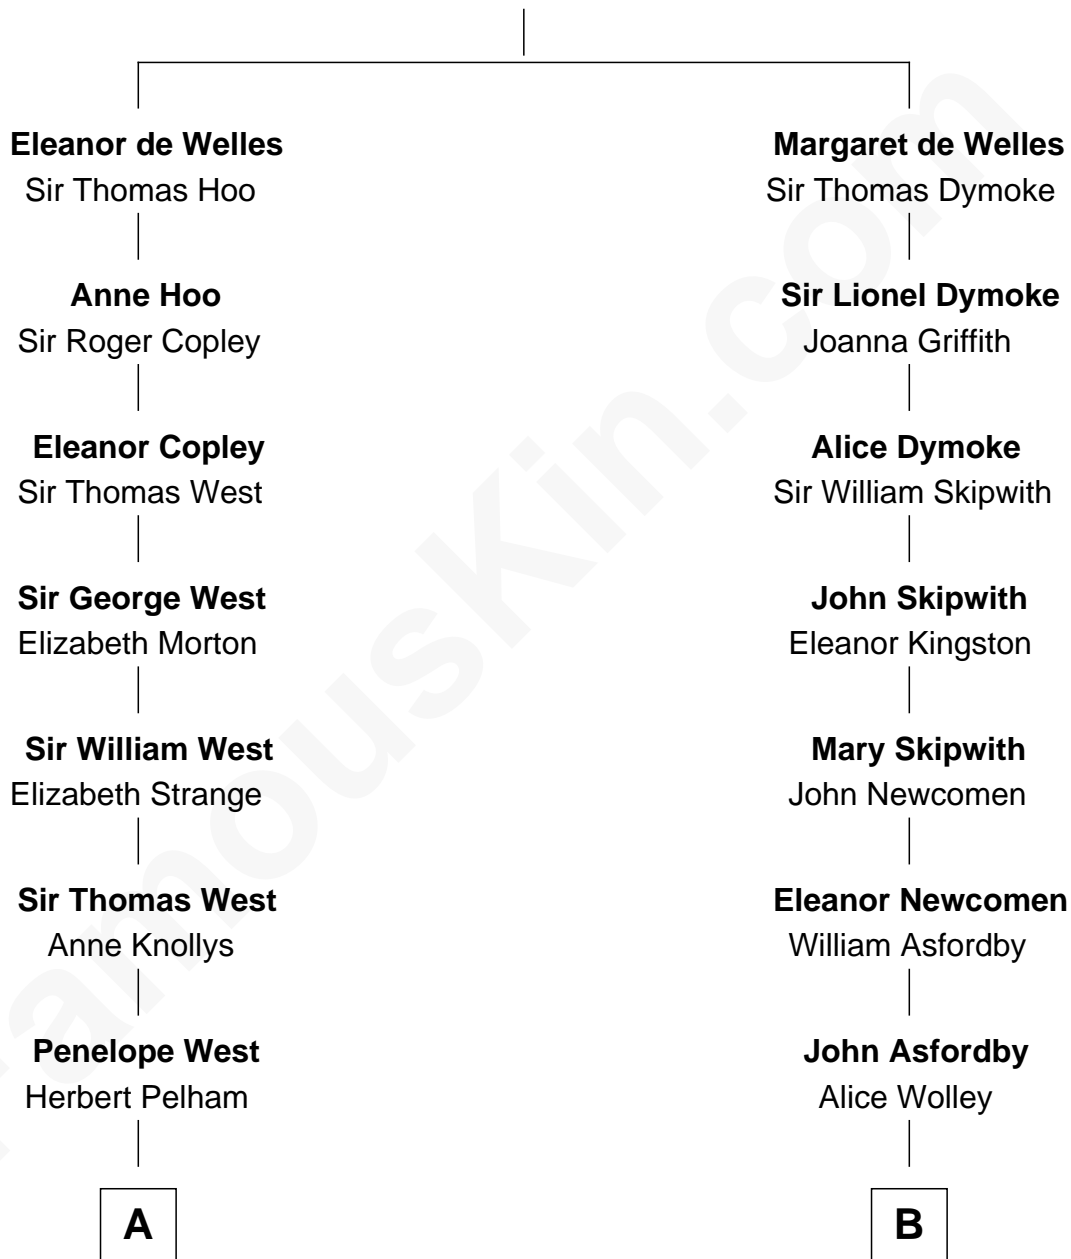 Eleanor de Welles
Sir Thomas Hoo
Anne Hoo
Sir Roger Copley
Eleanor Copley
Sir Thomas West
Sir George West
Elizabeth Morton
Sir William West
Elizabeth Strange
Sir Thomas West
Anne Knollys
Penelope West
Herbert Pelham
A
Margaret de Welles
Sir Thomas Dymoke
Sir Lionel Dymoke
Joanna Griffith
Alice Dymoke
Sir William Skipwith
John Skipwith
Eleanor Kingston
Mary Skipwith
John Newcomen
Eleanor Newcomen
William Asfordby
John Asfordby
Alice Wolley
B
FamousKin.com